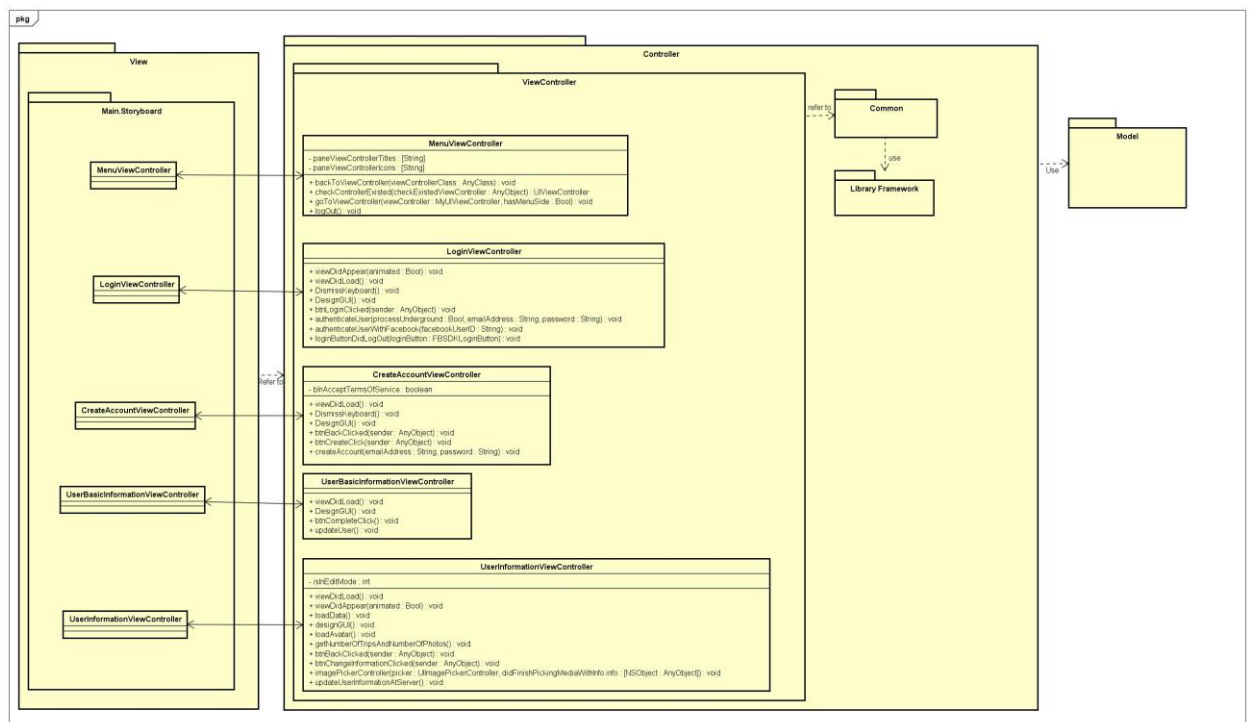 pkg
View
Main.Storyboard
MenuViewController
LoginViewController
CreateAccountViewController
UserBasicInformationViewController
UserInformationViewController
Refer to
Controller
ViewController
MenuViewController
- paneViewControllerTitles : [String]
- paneViewControllerIcons : [String]
+ backToViewController(viewControllerClass : AnyClass) : void
+ checkControllerExisted(checkExistedViewController : AnyObject) : UIViewController
+ goToViewController(viewController : MyUIViewController, hasMenuSide : Bool) : void
+ logOut() : void
LoginViewController
+ viewDidAppear(animated : Bool) : void
+ viewDidLoad() : void
+ DismissKeyboard() : void
+ DesignGUI() : void
+ btnLoginClicked(sender : AnyObject) : void
+ authenticateUser(processUnderground : Bool, emailAddress : String, password : String) : void
+ authenticateUserWithFacebook(facebookUserID : String) : void
+ loginButtonDidLogOut(loginButton : FBSDKLoginButton) : void
CreateAccountViewController
- blnAcceptTermsOfService : boolean
+ viewDidLoad() : void
+ DismissKeyboard() : void
+ DesignGUI() : void
+ btnBackClicked(sender : AnyObject) : void
+ btnCreateClick(sender : AnyObject) : void
+ createAccount(emailAddress : String, password : String) : void
UserBasicInformationViewController
+ viewDidLoad() : void
+ DesignGUI() : void
+ btnCompleteClick() : void
+ updateUser() : void
UserInformationViewController
- isInEditMode : int
+ viewDidLoad() : void
+ viewDidAppear(animated : Bool) : void
+ loadData() : void
+ designGUI() : void
+ loadAvatar() : void
+ getNumberOfTripsAndNumberOfPhotos() : void
+ btnBackClicked(sender : AnyObject) : void
+ btnChangeInformationClicked(sender : AnyObject) : void
+ imagePickerController(picker : UIImagePickerController, didFinishPickingMediaWithInfo info : [NSObject : AnyObject]) : void
+ updateUserInformationAtServer() : void
refer to
Common
use
Library Framework
Use
Model